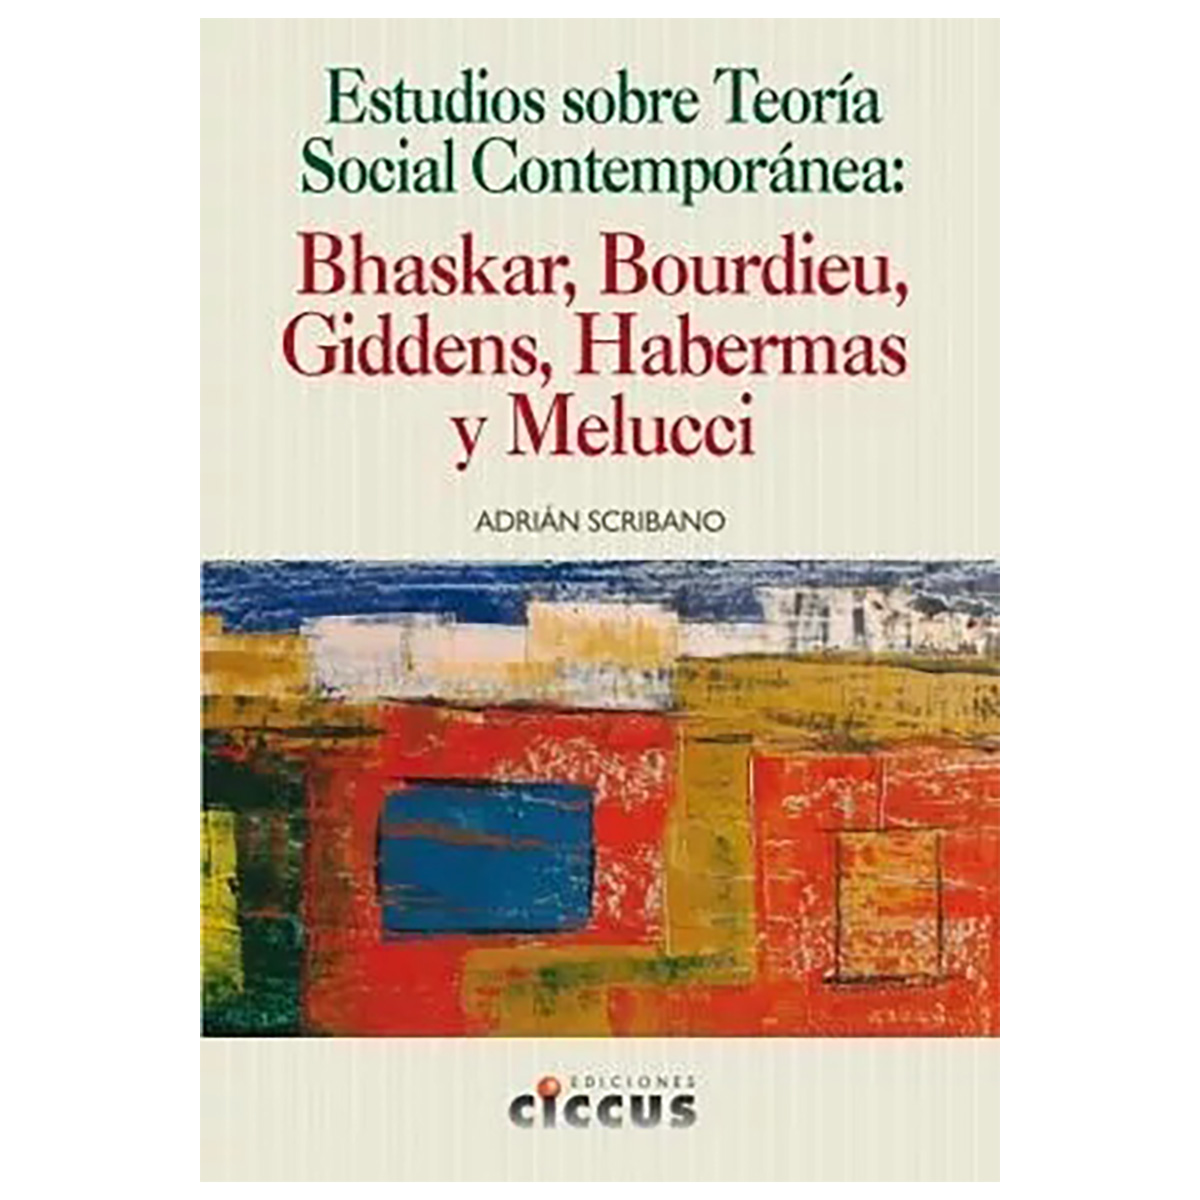 Estudios sobre Teoría
Social Contemporánea:
Bhaskar, Bourdieu,
Giddens, Habermas
y Melucci
ADRIÁN SCRIBANO
EDICIONES
CICCUS